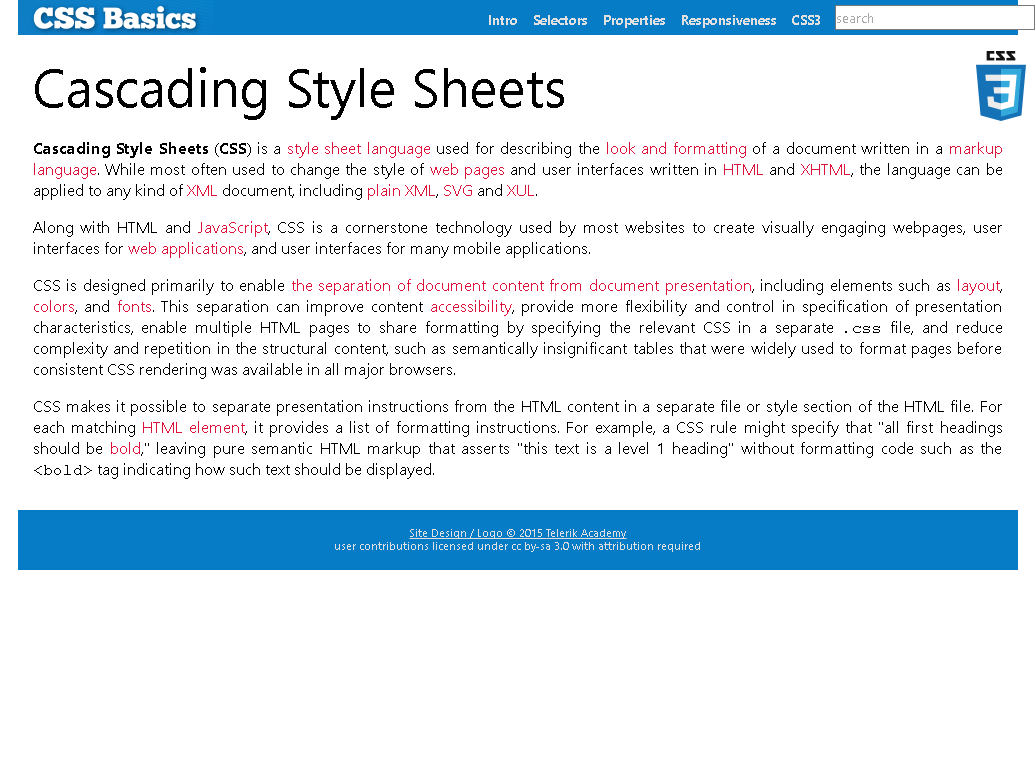 CSS Basics
Intro Selectors Properties Responsiveness CSS3 search
CSS
3
Cascading Style Sheets
Cascading Style Sheets (CSS) is a style sheet language used for describing the look and formatting of a document written in a markup
language. While most often used to change the style of web pages and user interfaces written in HTML and XHTML, the language can be
applied to any kind of XML document, including plain XML, SVG and XUL.
Along with HTML and JavaScript, CSS is a cornerstone technology used by most websites to create visually engaging webpages, user
interfaces for web applications, and user interfaces for many mobile applications.
CSS is designed primarily to enable the separation of document content from document presentation, including elements such as layout,
colors, and fonts. This separation can improve content accessibility, provide more flexibility and control in specification of presentation
characteristics, enable multiple HTML pages to share formatting by specifying the relevant CSS in a separate .css file, and reduce
complexity and repetition in the structural content, such as semantically insignificant tables that were widely used to format pages before
consistent CSS rendering was available in all major browsers.
CSS makes it possible to separate presentation instructions from the HTML content in a separate file or style section of the HTML file. For
each matching HTML element, it provides a list of formatting instructions. For example, a CSS rule might specify that "all first headings
should be bold," leaving pure semantic HTML markup that asserts "this text is a level 1 heading" without formatting code such as the
<bold> tag indicating how such text should be displayed.
Site Design / Logo © 2015 Telerik Academy
user contributions licensed under cc by-sa 3.0 with attribution required